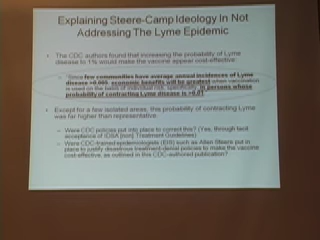 Explaining Steere-Camp Ideology In Not
Addressing The Lyme Epidemic
• The CDC authors found that increasing the probability of Lyme
disease to 1% would make the vaccine appear cost-effective:
– "Since few communities have average annual incidences of Lyme
disease >0.005, economic benefits will be greatest when vaccination
is used on the basis of individual risk, specifically, in persons whose
probability of contracting Lyme disease is >0.01."
• Except for a few isolated areas, this probability of contracting Lyme
was far higher than representative
– Were CDC policies put into place to correct this? (Yes, through tacit
acceptance of IDSA [non] Treatment Guidelines)
– Were CDC-trained epidemiologists (EIS) such as Allen Steere put in
place to justify disastrous treatment-denial policies to make the vaccine
cost-effective, as outlined in this CDC-authored publication?